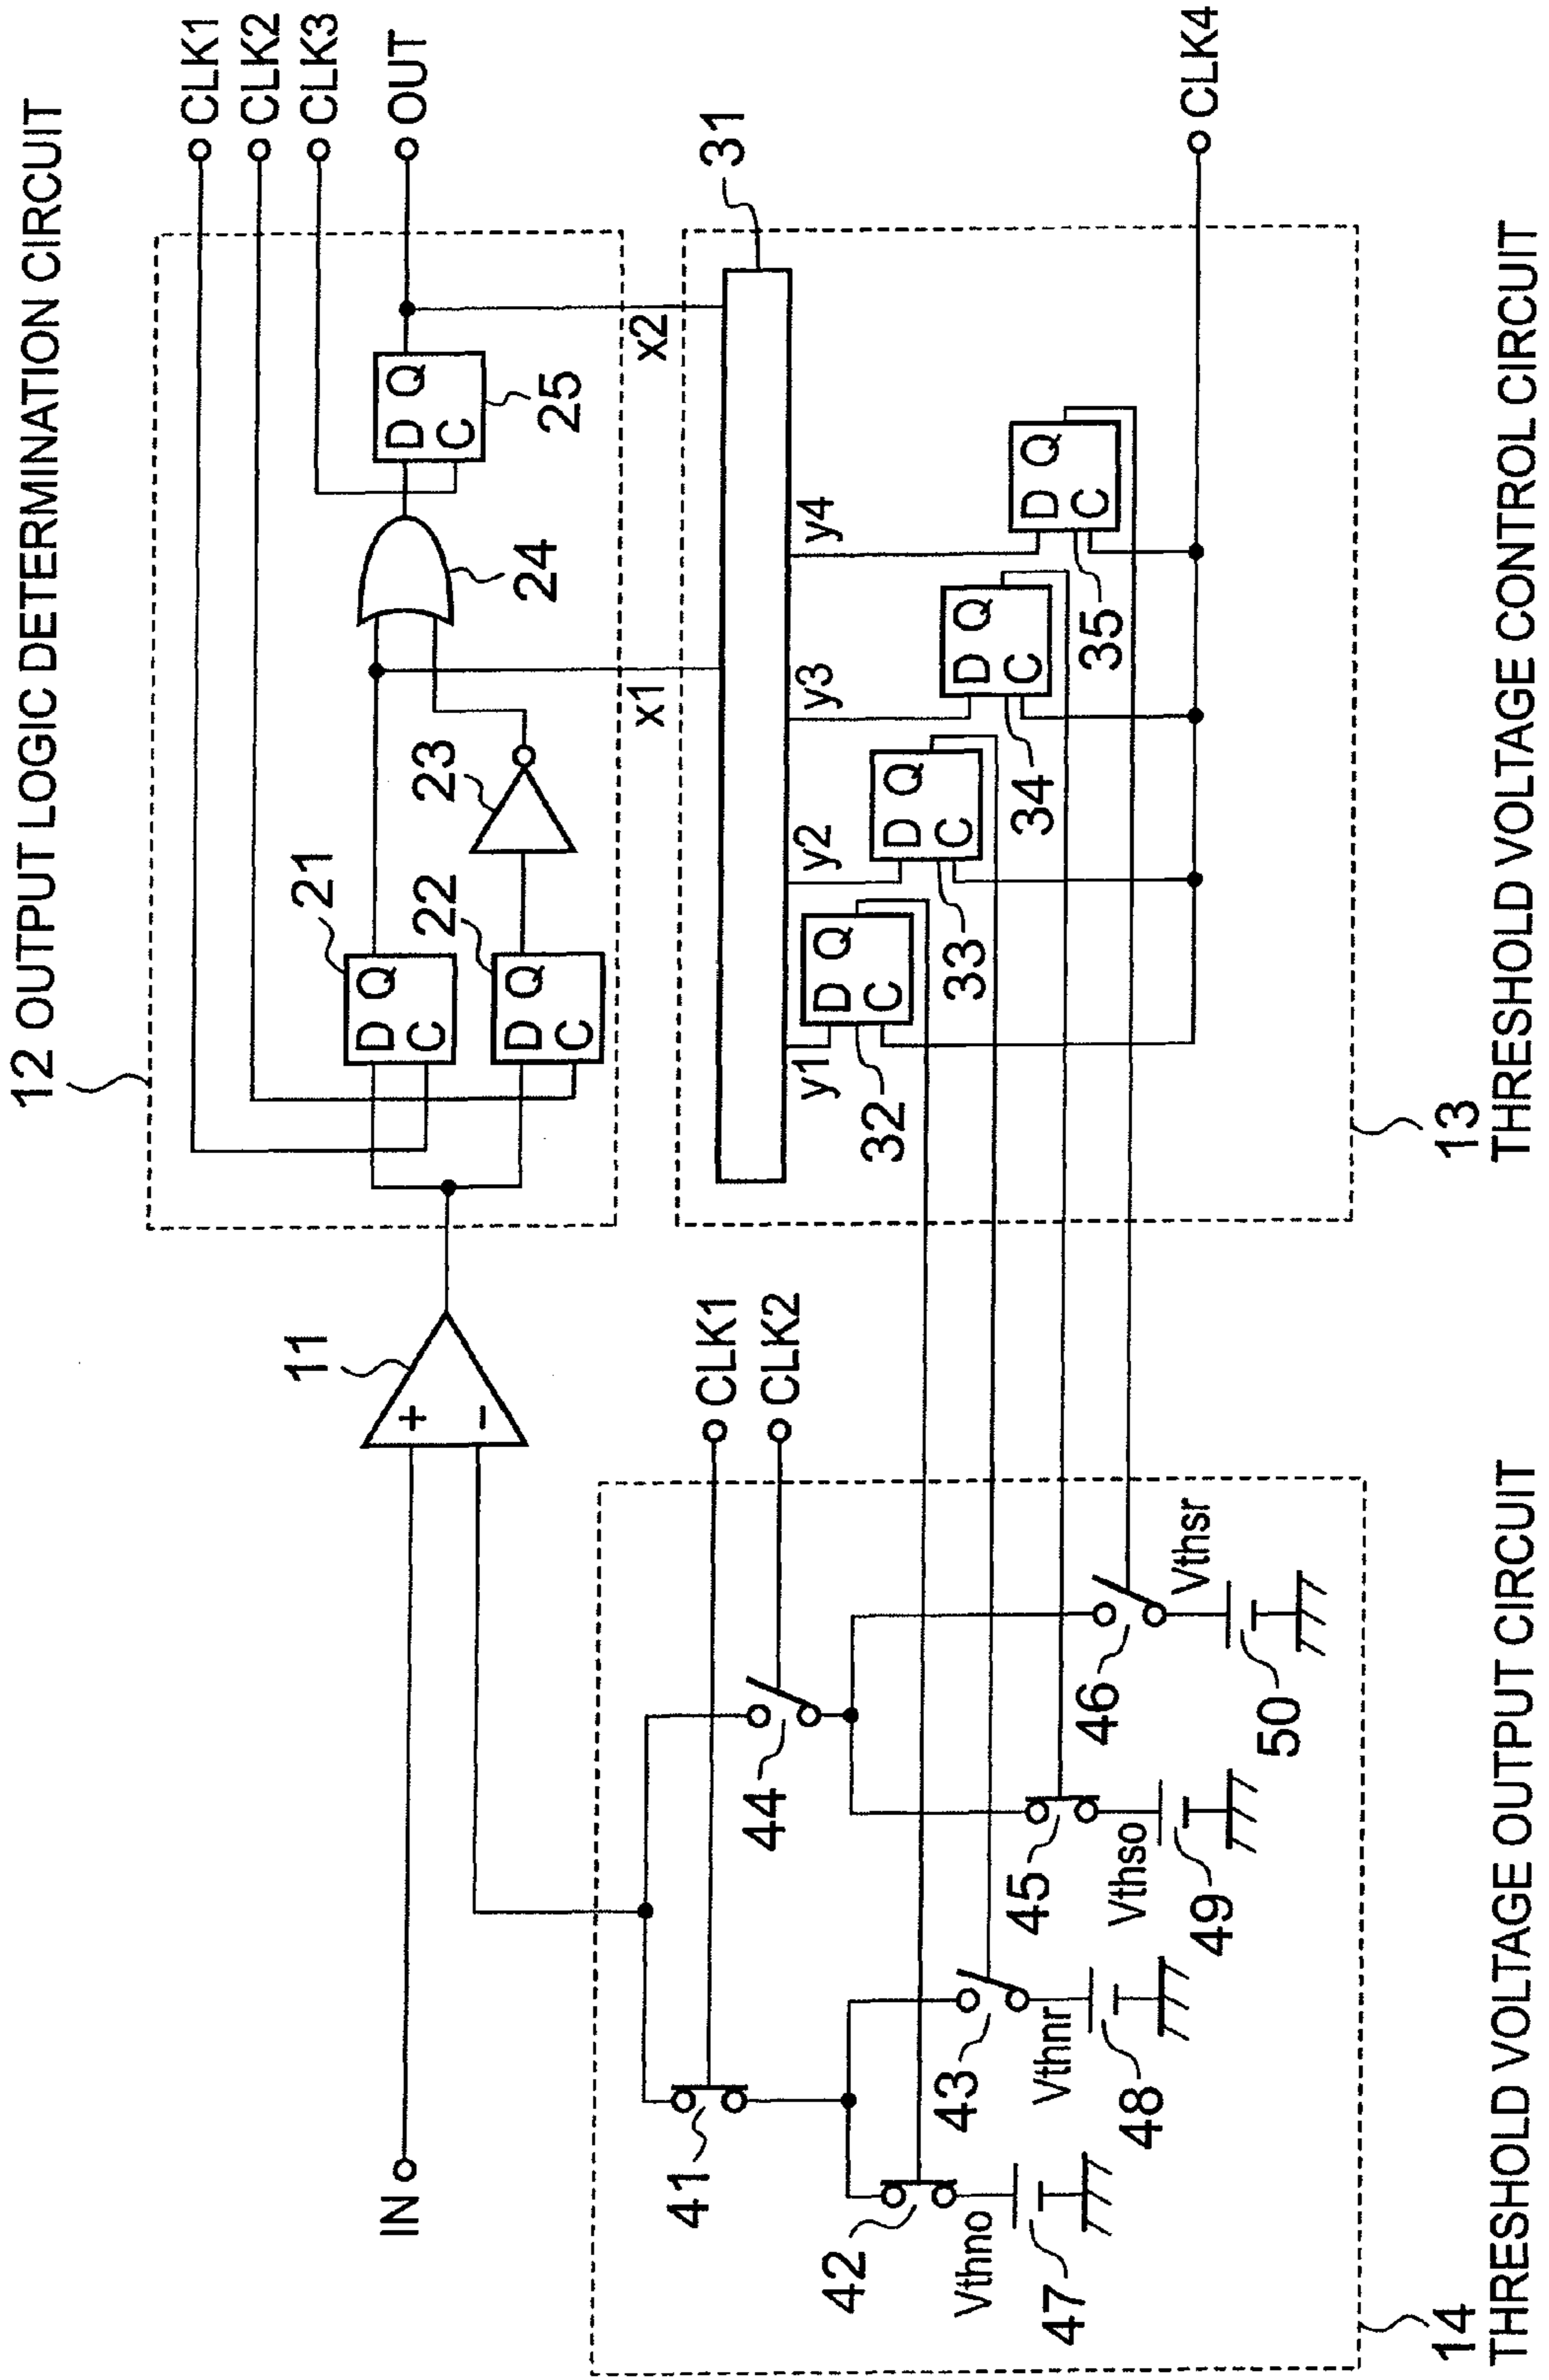 12 OUTPUT LOGIC DETERMINATION CIRCUIT
CLK1
CLK2
CLK3
OUT
21
D Q
C
22
D Q
C
23
24
D Q
C
25
11
+
−
IN
x1
x2
31
y1
y2
y3
y4
D Q
C
32
D Q
C
33
D Q
C
34
D Q
C
35
CLK4
13
THRESHOLD VOLTAGE CONTROL CIRCUIT
CLK1
CLK2
41
44
42
43
45
46
Vthno
Vthnr
Vthso
Vthsr
47
48
49
50
14
THRESHOLD VOLTAGE OUTPUT CIRCUIT